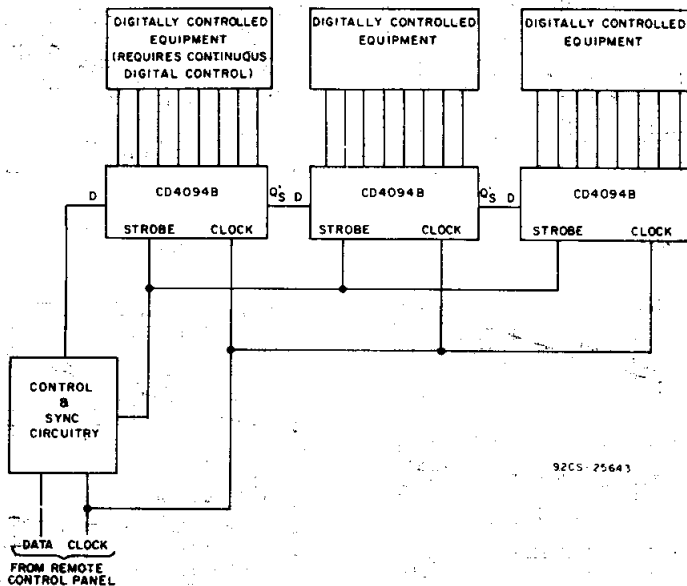 DIGITALLY CONTROLLED
EQUIPMENT
(REQUIRES CONTINUOUS
DIGITAL CONTROL)
DIGITALLY CONTROLLED
EQUIPMENT
DIGITALLY CONTROLLED
EQUIPMENT
D
CD4094B
STROBE CLOCK
Q'S D
CD4094B
STROBE CLOCK
Q'S D
CD4094B
STROBE CLOCK
CONTROL
&
SYNC
CIRCUITRY
92CS-25643
DATA CLOCK
FROM REMOTE
CONTROL PANEL